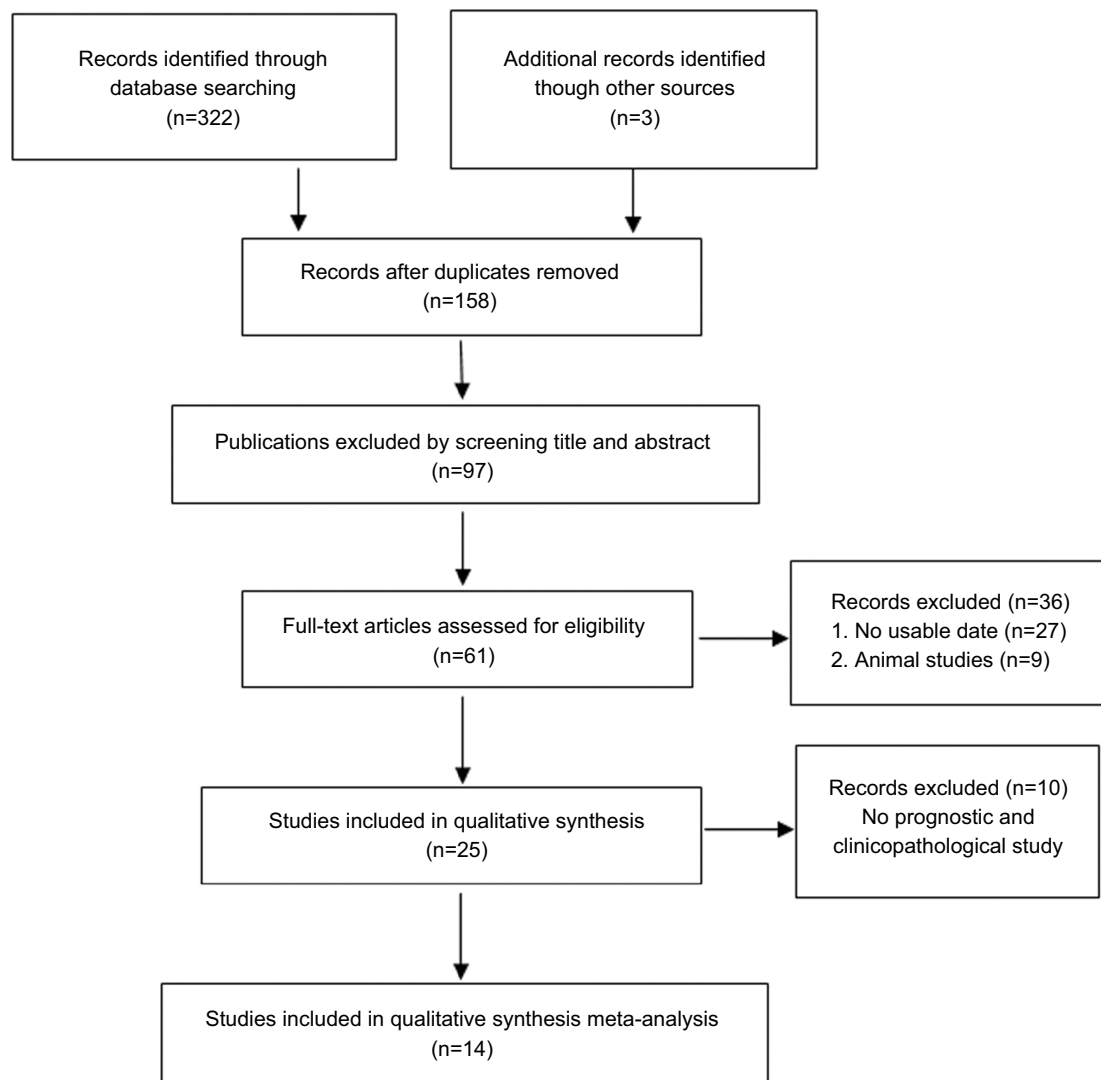 Records identified through
database searching
(n=322)
Additional records identified
though other sources
(n=3)
Records after duplicates removed
(n=158)
Publications excluded by screening title and abstract
(n=97)
Full-text articles assessed for eligibility
(n=61)
Records excluded (n=36)
1. No usable date (n=27)
2. Animal studies (n=9)
Studies included in qualitative synthesis
(n=25)
Records excluded (n=10)
No prognostic and
clinicopathological study
Studies included in qualitative synthesis meta-analysis
(n=14)